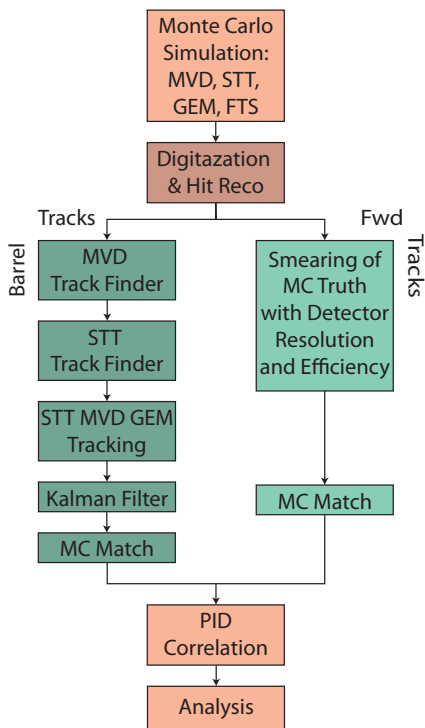 Monte Carlo
Simulation:
MVD, STT,
GEM, FTS
Digitazation
& Hit Reco
Tracks
Barrel
Fwd
Tracks
MVD
Track Finder
STT
Track Finder
STT MVD GEM
Tracking
Kalman Filter
MC Match
Smearing of
MC Truth
with Detector
Resolution
and Efficiency
MC Match
PID
Correlation
Analysis